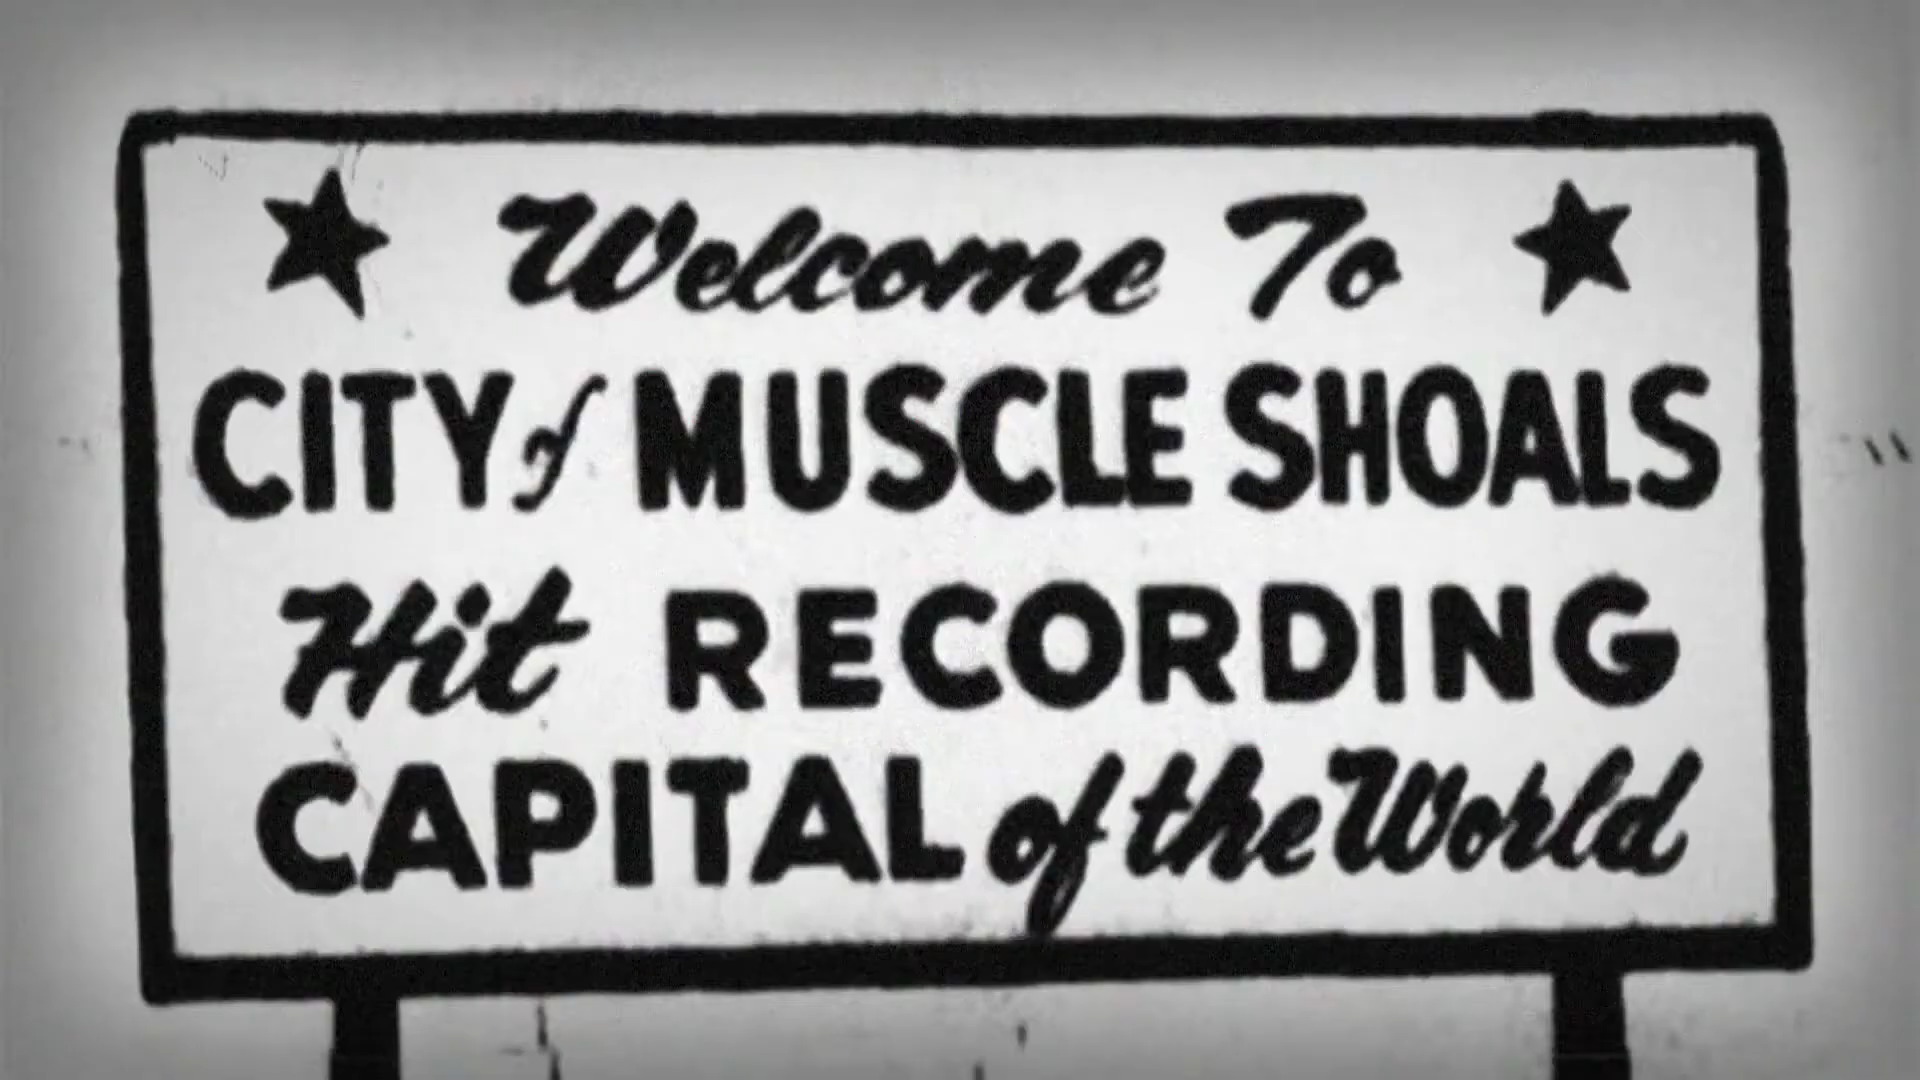 Welcome To
CITY of MUSCLE SHOALS
Hit RECORDING
CAPITAL of the World